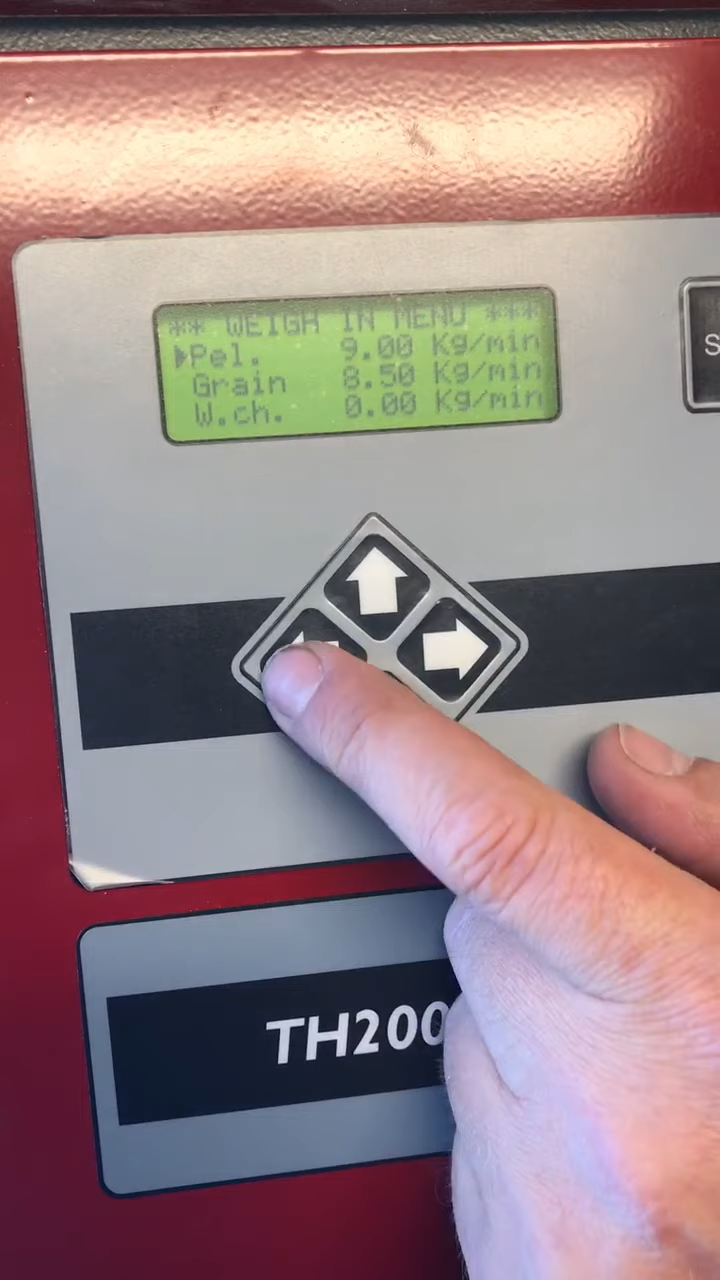 ** WEIGH IN MENU ***
▶Pel. 9.00 Kg/min
Grain 8.50 Kg/min
W.ch. 0.00 Kg/min
S
TH200